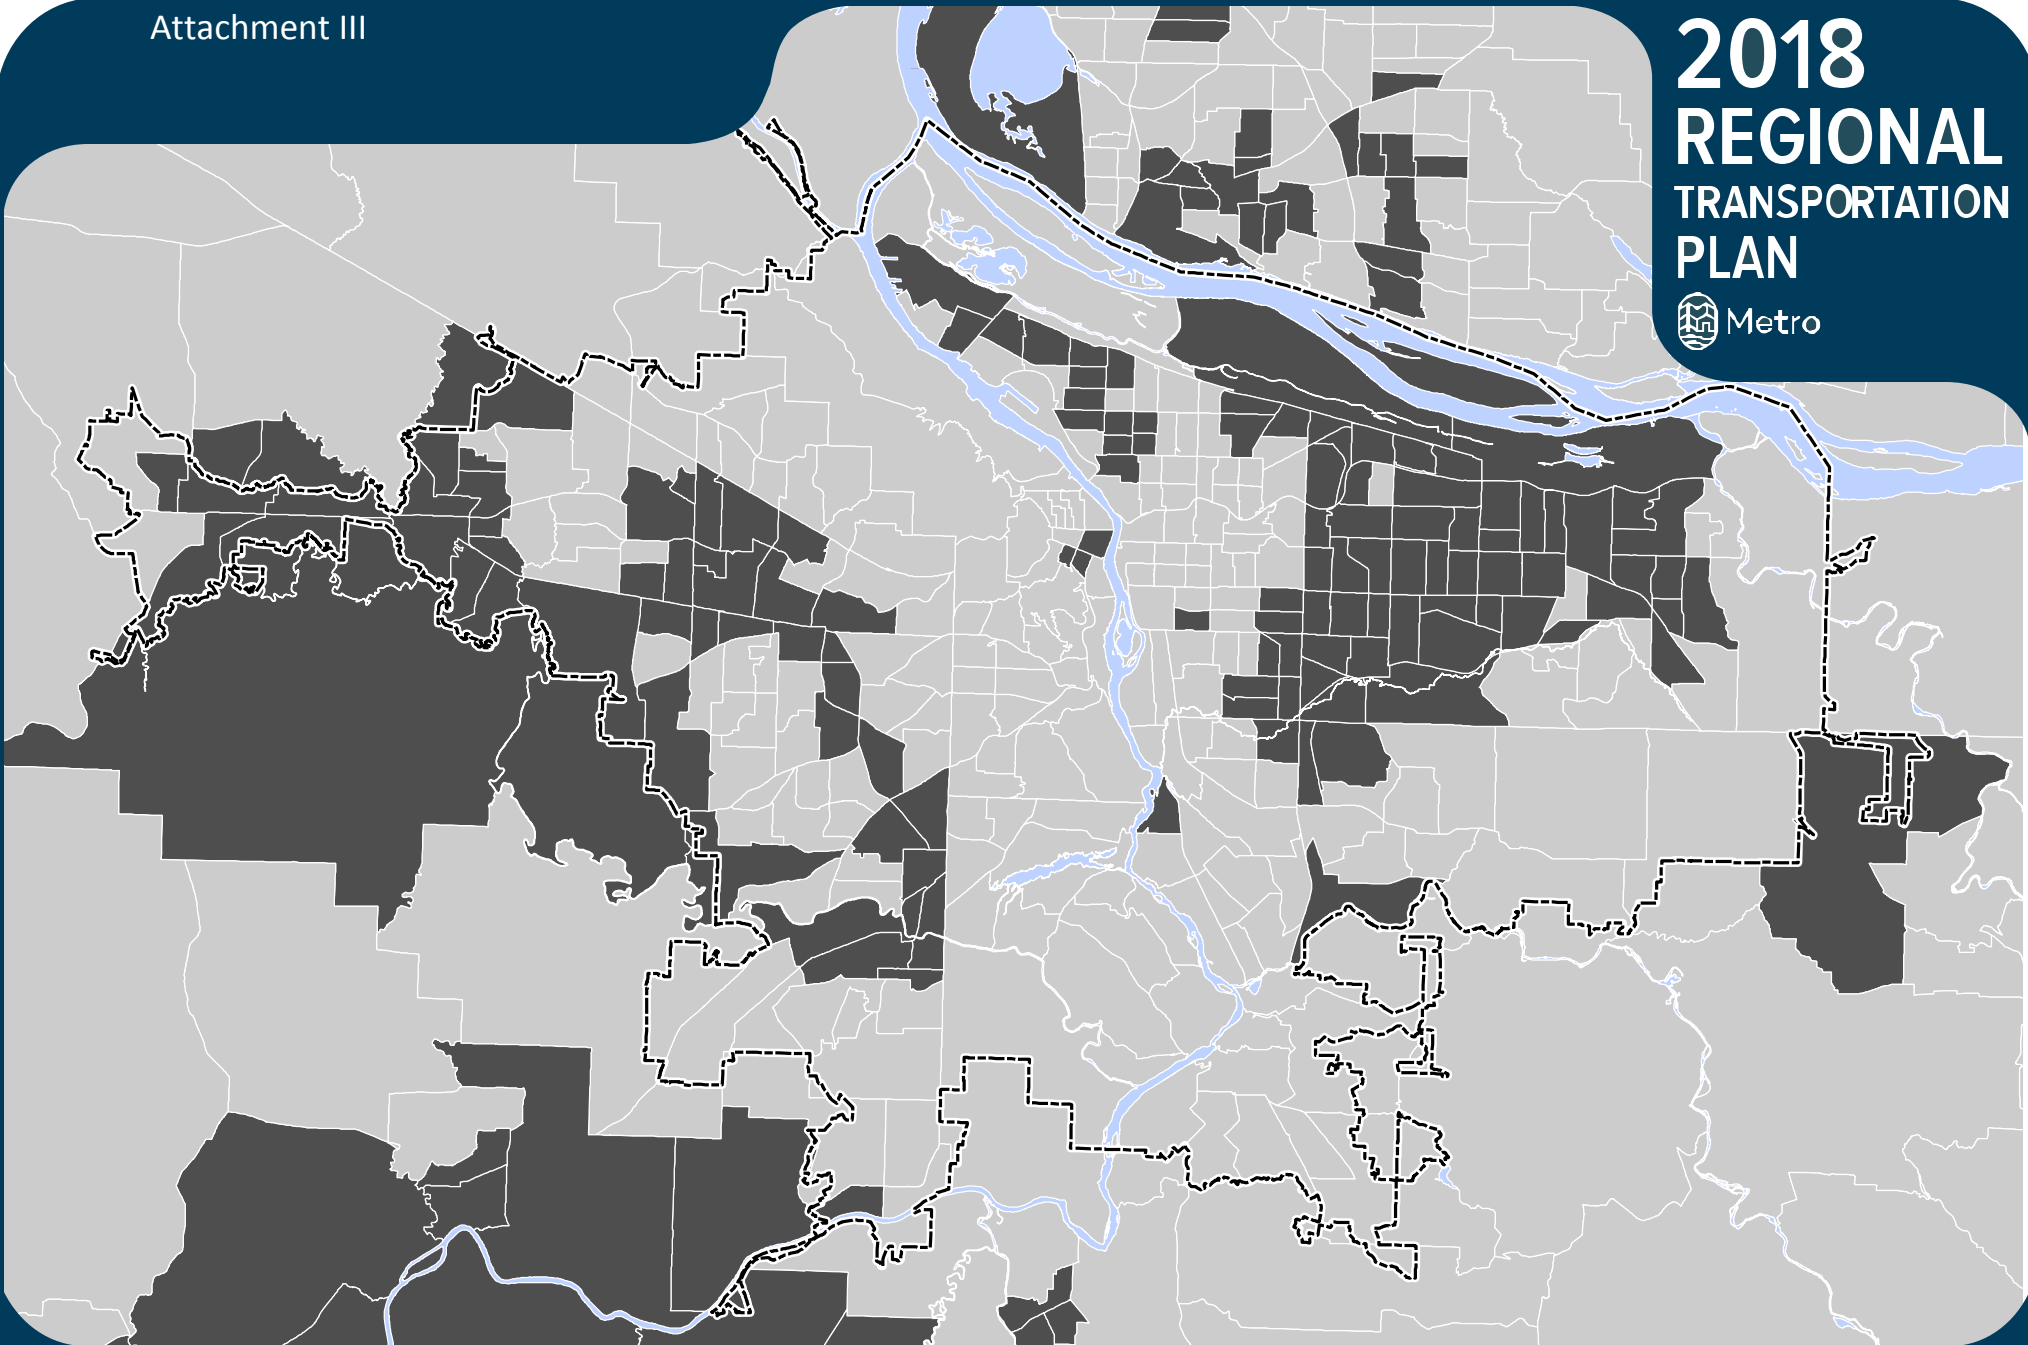 Attachment III
2018
REGIONAL
TRANSPORTATION
PLAN
Metro